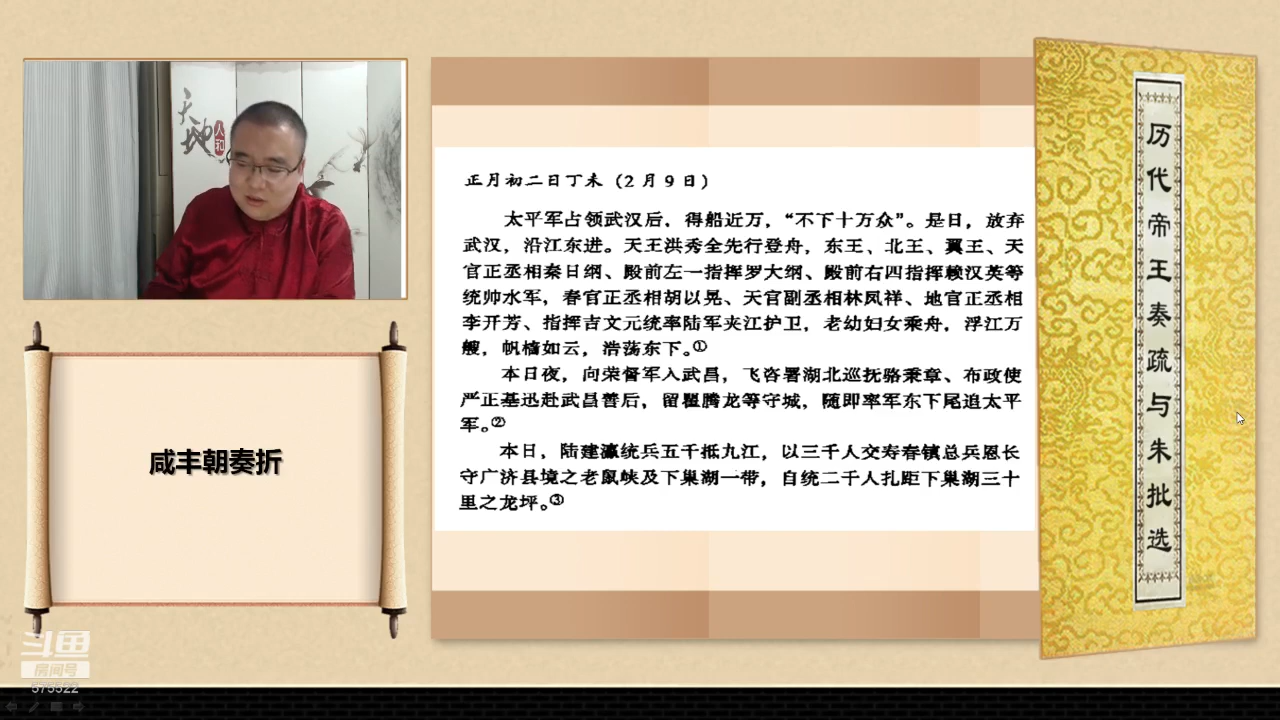 天地
人和
正月初二日丁未（2月9日）
太平军占领武汉后，得船近万，“不下十万众”。是日，放弃
武汉，沿江东进。天王洪秀全先行登舟，东王、北王、翼王、天
官正丞相秦日纲、殿前左一指挥罗大纲、殿前右四指挥赖汉英等
统帅水军，春官正丞相胡以晃、天官副丞相林凤祥、地官正丞相
李开芳、指挥吉文元统率陆军夹江护卫，老幼妇女乘舟，浮江万
艘，帆樯如云，浩荡东下。①
本日夜，向荣督军入武昌，飞咨署湖北巡抚骆秉章、布政使
严正基迅赴武昌善后，留瞿腾龙等守城，随即率军东下尾追太平
军。②
本日，陆建瀛统兵五千抵九江，以三千人交寿春镇总兵恩长
守广济县境之老鼠峡及下巢湖一带，自统二千人扎距下巢湖三十
里之龙坪。③
历代帝王奏疏与朱批选
咸丰朝奏折
斗鱼
房间号
575522